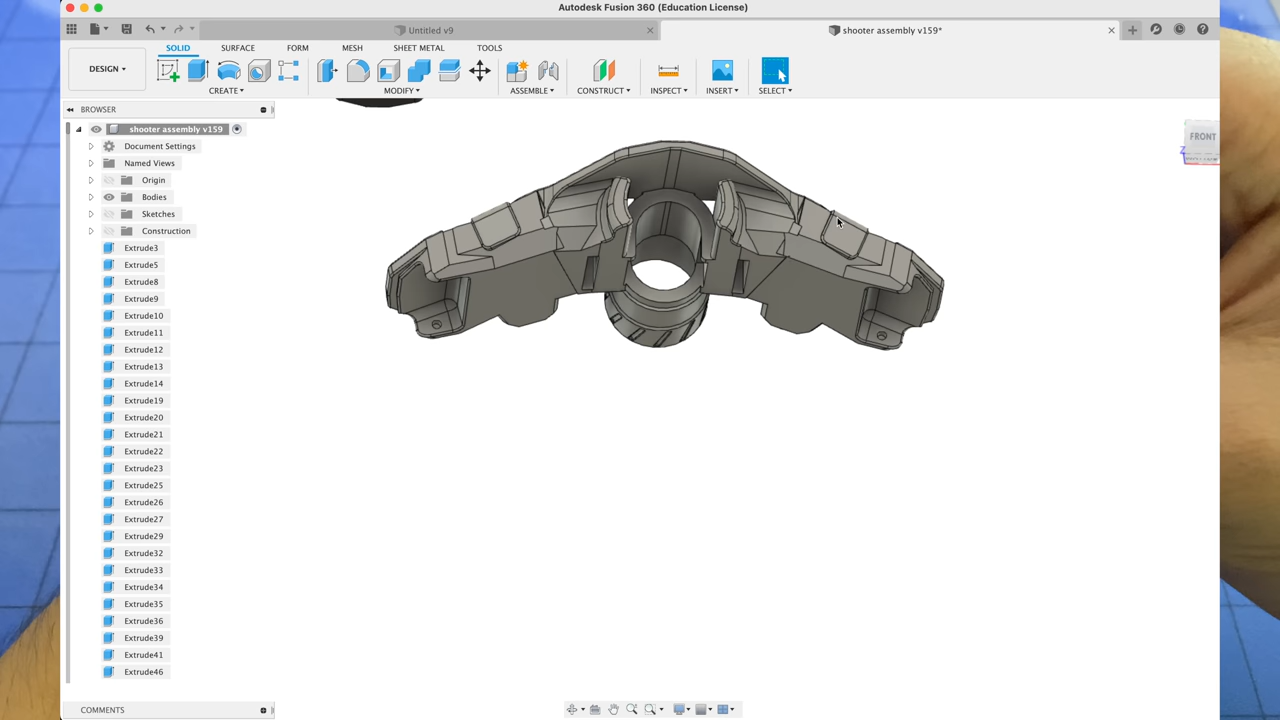 Autodesk Fusion 360 (Education License)
Untitled v9
shooter assembly v159*
DESIGN
SOLID
SURFACE
FORM
MESH
SHEET METAL
TOOLS
CREATE
MODIFY
ASSEMBLE
CONSTRUCT
INSPECT
INSERT
SELECT
BROWSER
shooter assembly v159
Document Settings
Named Views
Origin
Bodies
Sketches
Construction
Extrude3
Extrude5
Extrude8
Extrude9
Extrude10
Extrude11
Extrude12
Extrude13
Extrude14
Extrude19
Extrude20
Extrude21
Extrude22
Extrude23
Extrude25
Extrude26
Extrude27
Extrude29
Extrude32
Extrude33
Extrude34
Extrude35
Extrude36
Extrude39
Extrude41
Extrude46
FRONT
Z
COMMENTS